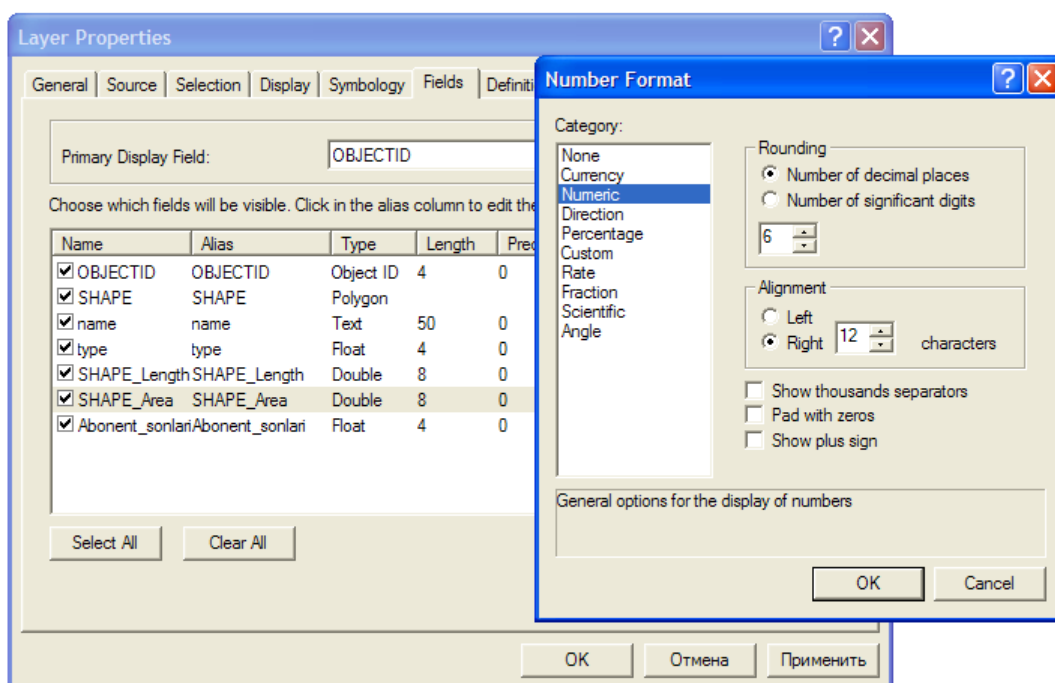 Layer Properties
General Source Selection Display Symbology Fields Definiti
Primary Display Field: OBJECTID
Choose which fields will be visible. Click in the alias column to edit the
Name Alias Type Length Prec
OBJECTID OBJECTID Object ID 4 0
SHAPE SHAPE Polygon
name name Text 50 0
type type Float 4 0
SHAPE_Length SHAPE_Length Double 8 0
SHAPE_Area SHAPE_Area Double 8 0
Abonent_sonlari Abonent_sonlari Float 4 0
Select All Clear All
OK Отмена Применить
Number Format
Category:
None
Currency
Numeric
Direction
Percentage
Custom
Rate
Fraction
Scientific
Angle
Rounding
Number of decimal places
Number of significant digits
6
Alignment
Left
Right 12 characters
Show thousands separators
Pad with zeros
Show plus sign
General options for the display of numbers
OK Cancel